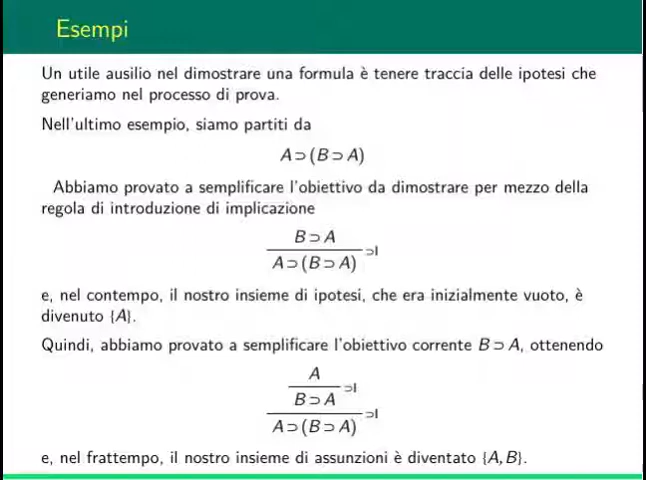 Esempi
Un utile ausilio nel dimostrare una formula è tenere traccia delle ipotesi che
generiamo nel processo di prova.
Nell'ultimo esempio, siamo partiti da
A ⊃ (B ⊃ A)
Abbiamo provato a semplificare l'obiettivo da dimostrare per mezzo della
regola di introduzione di implicazione
B ⊃ A
⊃I
A ⊃ (B ⊃ A)
e, nel contempo, il nostro insieme di ipotesi, che era inizialmente vuoto, è
divenuto {A}.
Quindi, abbiamo provato a semplificare l'obiettivo corrente B ⊃ A, ottenendo
A
⊃I
B ⊃ A
⊃I
A ⊃ (B ⊃ A)
e, nel frattempo, il nostro insieme di assunzioni è diventato {A, B}.